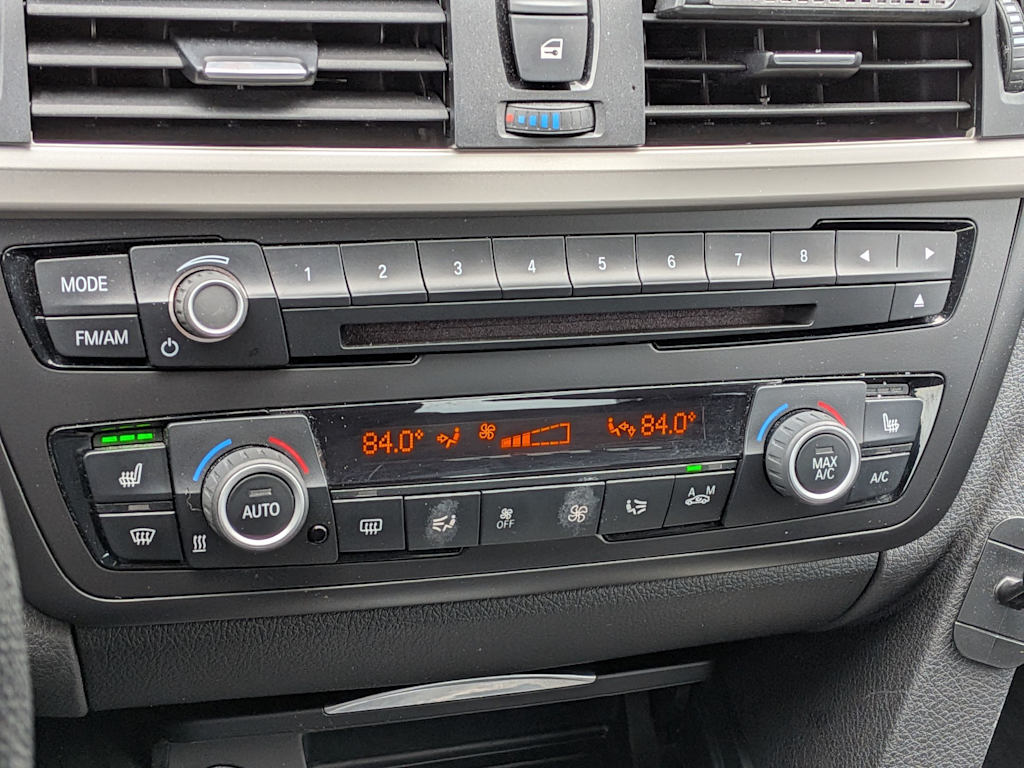 MODE
1 2 3 4 5 6 7 8
FM/AM
84.0° 84.0°
MAX
A/C
AUTO
OFF
A M
A/C